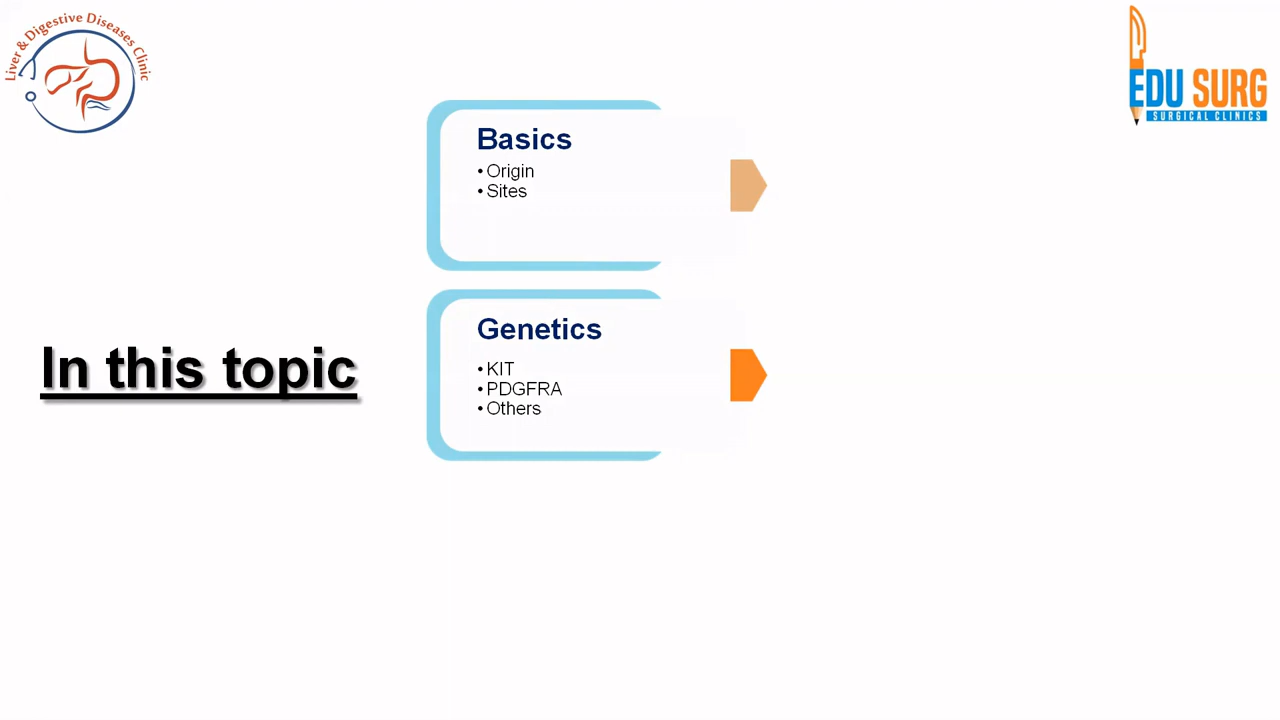 Liver & Digestive Diseases Clinic
EDU SURG
SURGICAL CLINICS
Basics
• Origin
• Sites
Genetics
• KIT
• PDGFRA
• Others
In this topic